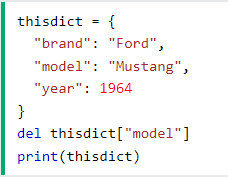 thisdict = {
  "brand": "Ford",
  "model": "Mustang",
  "year": 1964
}
del thisdict["model"]
print(thisdict)